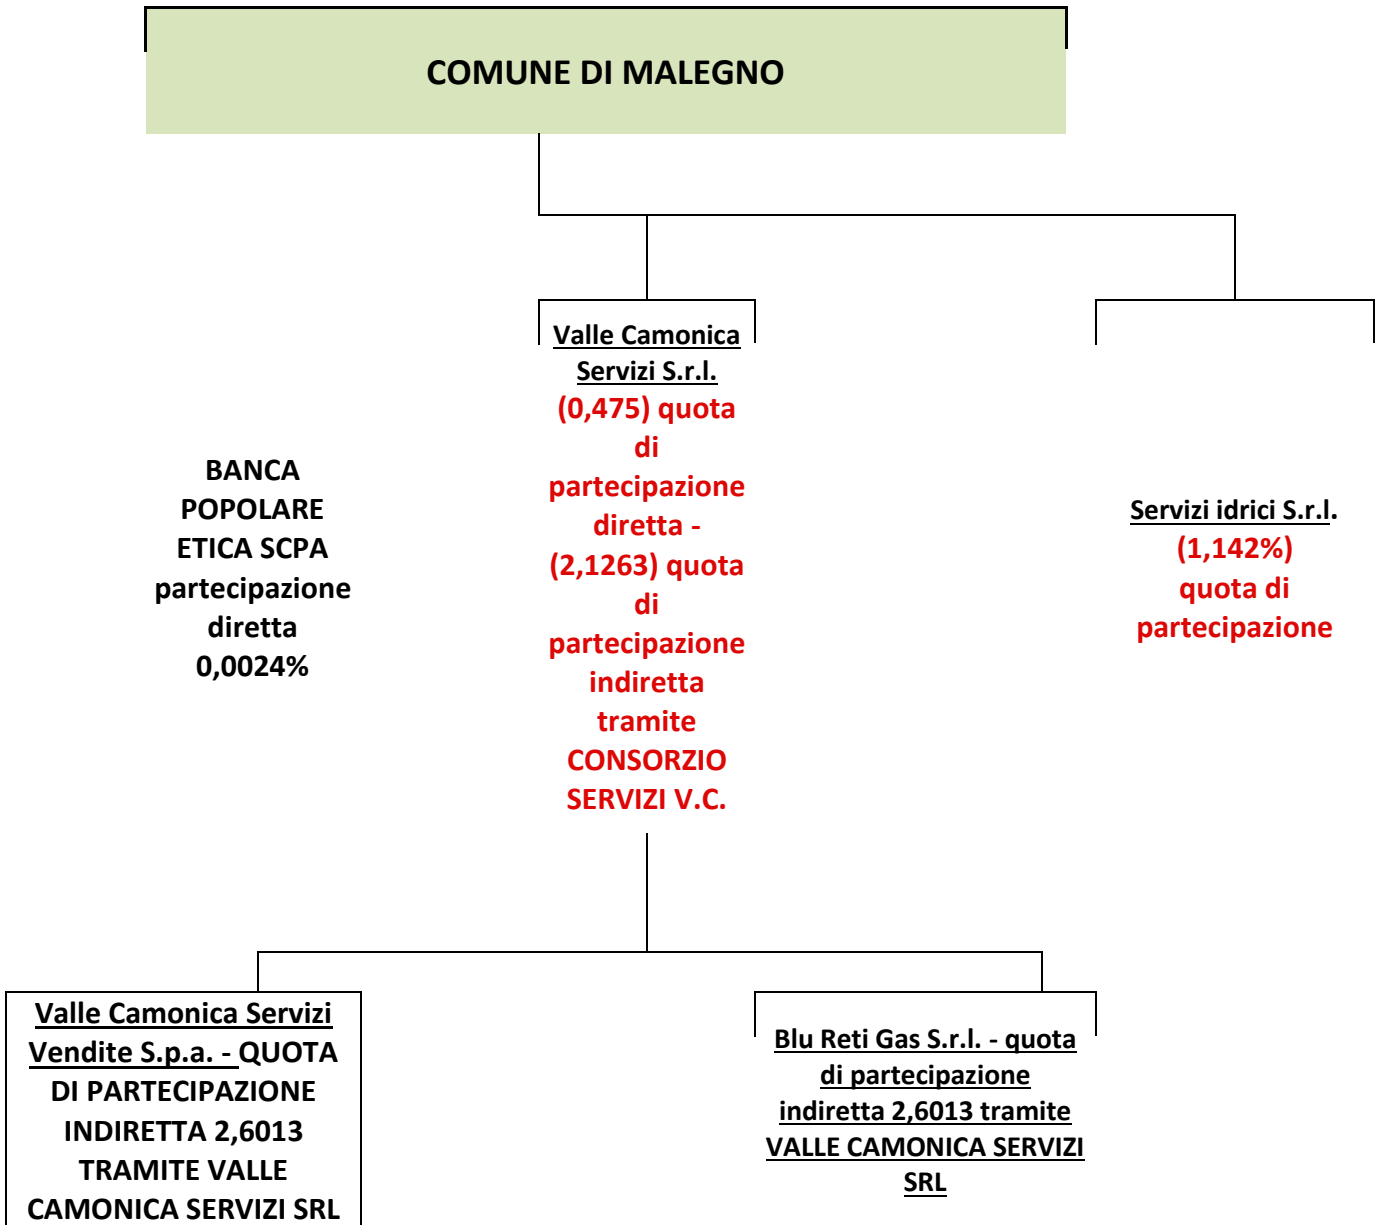 COMUNE DI MALEGNO
BANCA
POPOLARE
ETICA SCPA
partecipazione
diretta
0,0024%
Valle Camonica
Servizi S.r.l.
(0,475) quota
di
partecipazione
diretta -
(2,1263) quota
di
partecipazione
indiretta
tramite
CONSORZIO
SERVIZI V.C.
Servizi idrici S.r.l.
(1,142%)
quota di
partecipazione
Valle Camonica Servizi
Vendite S.p.a. - QUOTA
DI PARTECIPAZIONE
INDIRETTA 2,6013
TRAMITE VALLE
CAMONICA SERVIZI SRL
Blu Reti Gas S.r.l. - quota
di partecipazione
indiretta 2,6013 tramite
VALLE CAMONICA SERVIZI
SRL